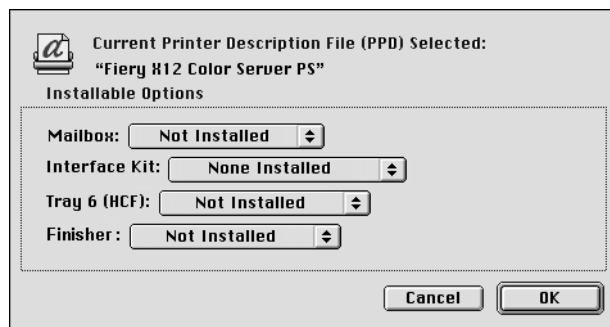 Current Printer Description File (PPD) Selected:
“Fiery X12 Color Server PS”
Installable Options
Mailbox: Not Installed
Interface Kit: None Installed
Tray 6 (HCF): Not Installed
Finisher: Not Installed
Cancel OK